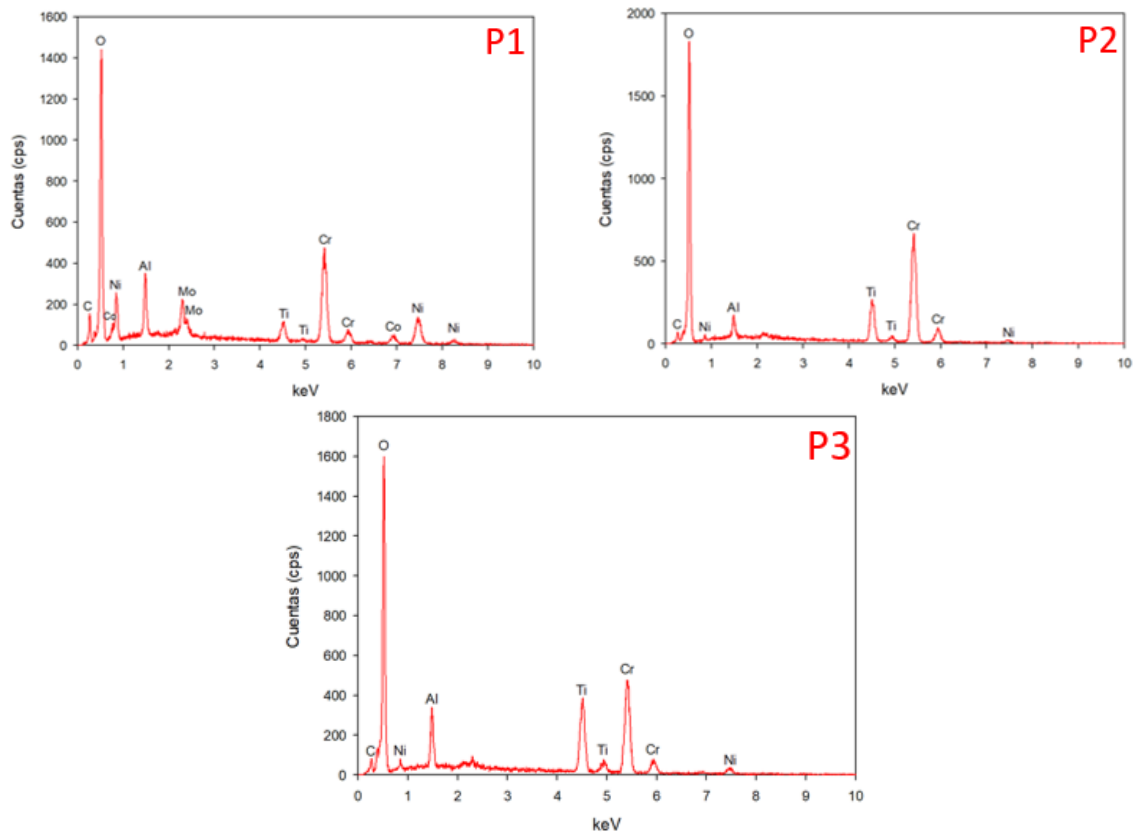 P1
Cuentas (cps)
1600
1400
1200
1000
800
600
400
200
0
O
C
Co
Ni
Al
Mo
Mo
Ti
Ti
Cr
Cr
Co
Ni
Ni
0 1 2 3 4 5 6 7 8 9 10
keV
P2
Cuentas (cps)
2000
1500
1000
500
0
O
C
Ni
Al
Ti
Ti
Cr
Cr
Ni
0 1 2 3 4 5 6 7 8 9 10
keV
P3
Cuentas (cps)
1800
1600
1400
1200
1000
800
600
400
200
0
O
C
Ni
Al
Ti
Ti
Cr
Cr
Ni
0 1 2 3 4 5 6 7 8 9 10
keV